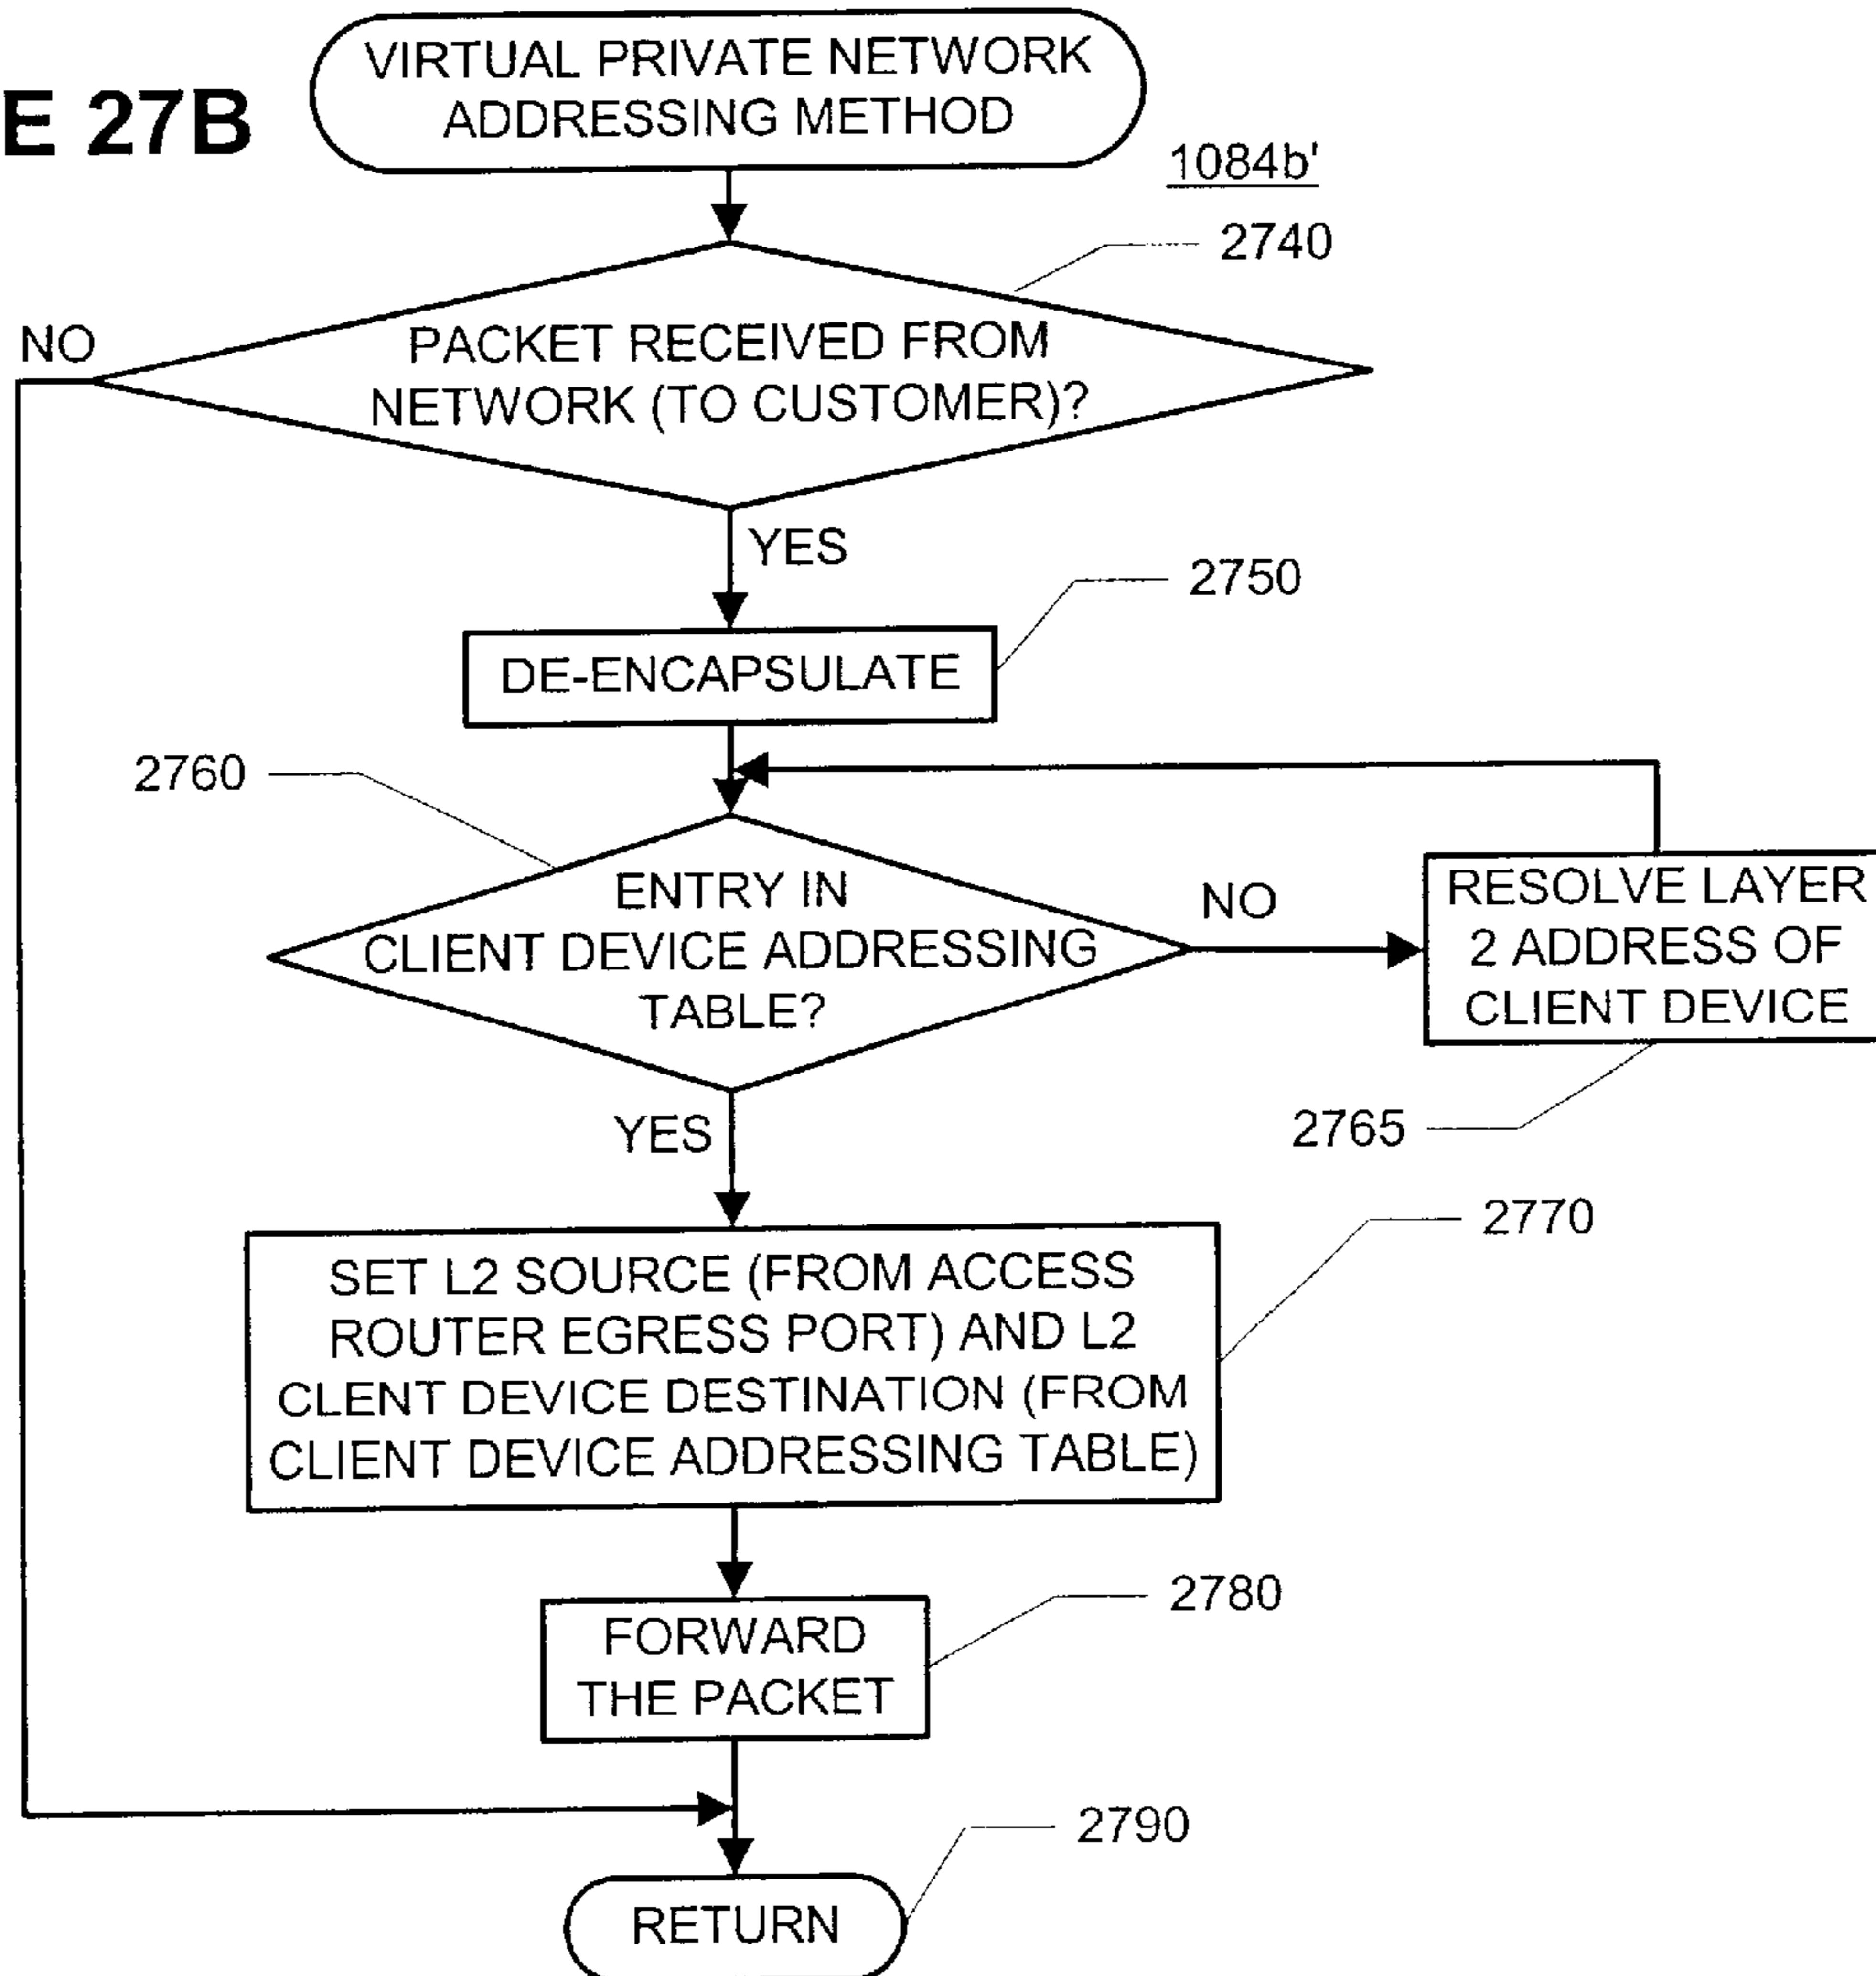 E 27B
VIRTUAL PRIVATE NETWORK
ADDRESSING METHOD
1084b'
2740
NO
PACKET RECEIVED FROM
NETWORK (TO CUSTOMER)?
YES
2750
DE-ENCAPSULATE
2760
ENTRY IN
CLIENT DEVICE ADDRESSING
TABLE?
NO
RESOLVE LAYER
2 ADDRESS OF
CLIENT DEVICE
2765
YES
2770
SET L2 SOURCE (FROM ACCESS
ROUTER EGRESS PORT) AND L2
CLENT DEVICE DESTINATION (FROM
CLIENT DEVICE ADDRESSING TABLE)
2780
FORWARD
THE PACKET
2790
RETURN